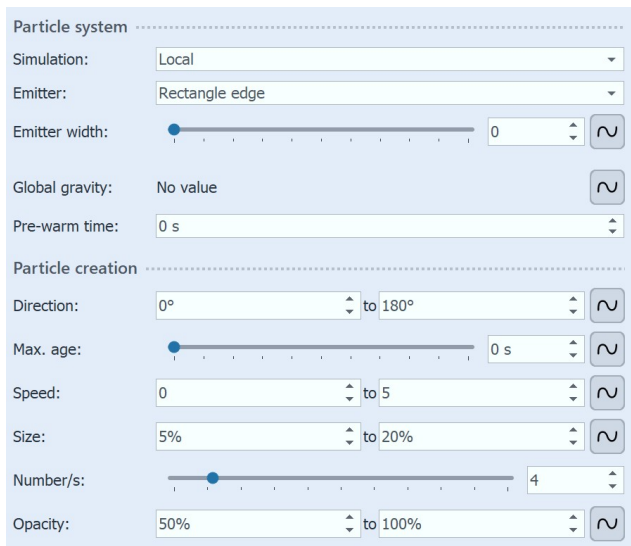 Particle system
Simulation: Local
Emitter: Rectangle edge
Emitter width: 0
Global gravity: No value
Pre-warm time: 0 s
Particle creation
Direction: 0° to 180°
Max. age: 0 s
Speed: 0 to 5
Size: 5% to 20%
Number/s: 4
Opacity: 50% to 100%